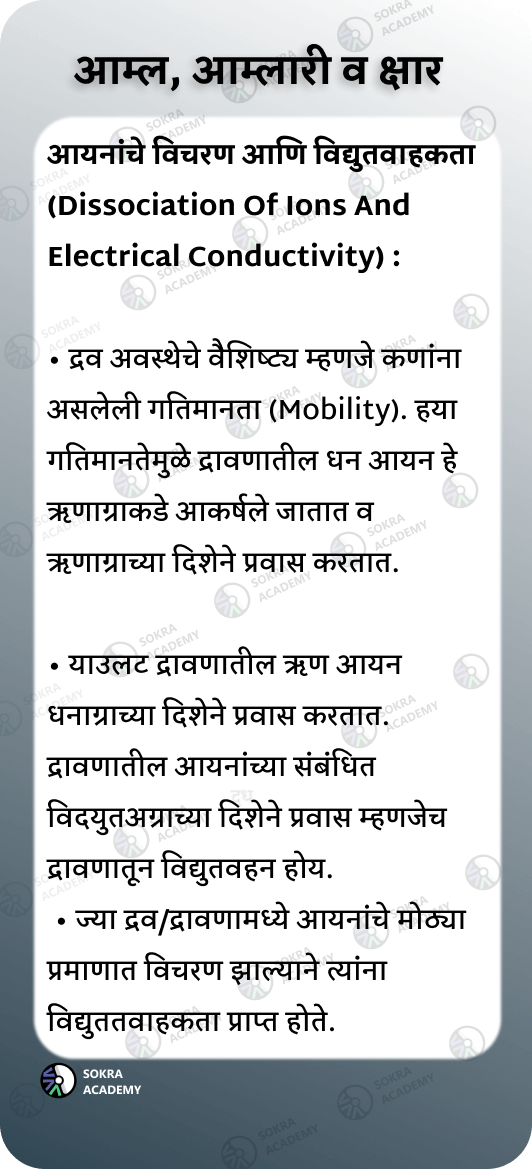 आम्ल, आम्लारी व क्षार
आयनांचे विचरण आणि विद्युतवाहकता
(Dissociation Of Ions And
Electrical Conductivity) :
• द्रव अवस्थेचे वैशिष्ट्य म्हणजे कणांना
असलेली गतिमानता (Mobility). हया
गतिमानतेमुळे द्रावणातील धन आयन हे
ऋणाग्राकडे आकर्षले जातात व
ऋणाग्राच्या दिशेने प्रवास करतात.
• याउलट द्रावणातील ऋण आयन
धनाग्राच्या दिशेने प्रवास करतात.
द्रावणातील आयनांच्या संबंधित
विदयुतअग्राच्या दिशेने प्रवास म्हणजेच
द्रावणातून विद्युतवहन होय.
• ज्या द्रव/द्रावणामध्ये आयनांचे मोठ्या
प्रमाणात विचरण झाल्याने त्यांना
विद्युततवाहकता प्राप्त होते.
SOKRA
ACADEMY